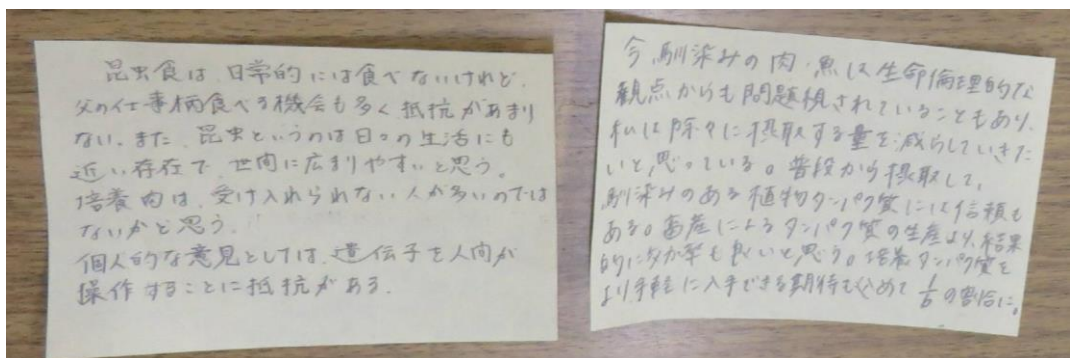 昆虫食は、日常的には食べないけれど、
父の仕事柄食べる機会も多く抵抗があまり
ない。また、昆虫というのは日々の生活にも
近い存在で、世間に広まりやすいと思う。
培養肉は、受け入れられない人が多いのでは
ないかと思う。
個人的な意見としては、遺伝子を人間が
操作することに抵抗がある。
今、馴染みの肉・魚は生命倫理的な
観点からも問題視されていることもあり、
私は除々に摂取する量を減らしていきた
いと思っている。普段から摂取して、
馴染みのある植物タンパク質には信頼も
ある。畜産によるタンパク質の生産より、結果
的に効率も良いと思う。培養タンパク質を
より手軽に入手できる期待も込めて 1/6 の割合に。